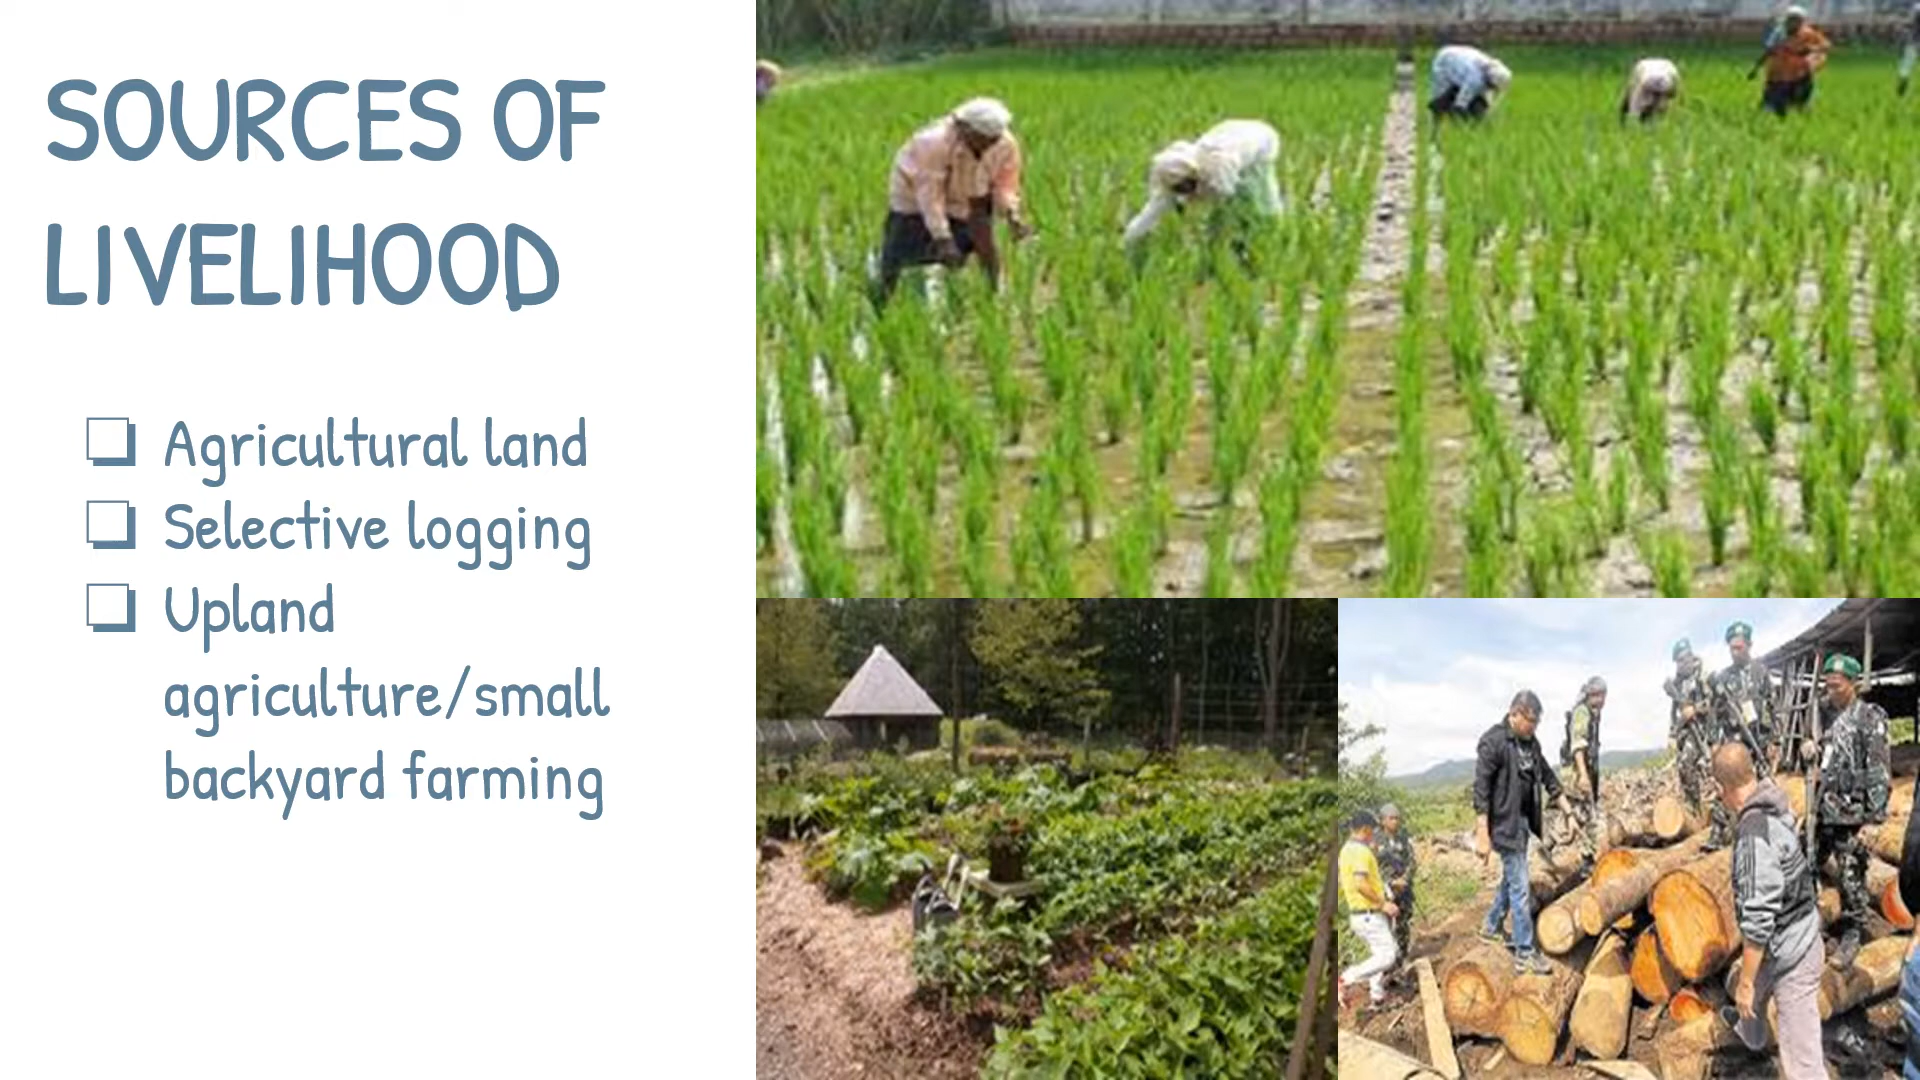 SOURCES OF
LIVELIHOOD
❏ Agricultural land
❏ Selective logging
❏ Upland
agriculture/small
backyard farming